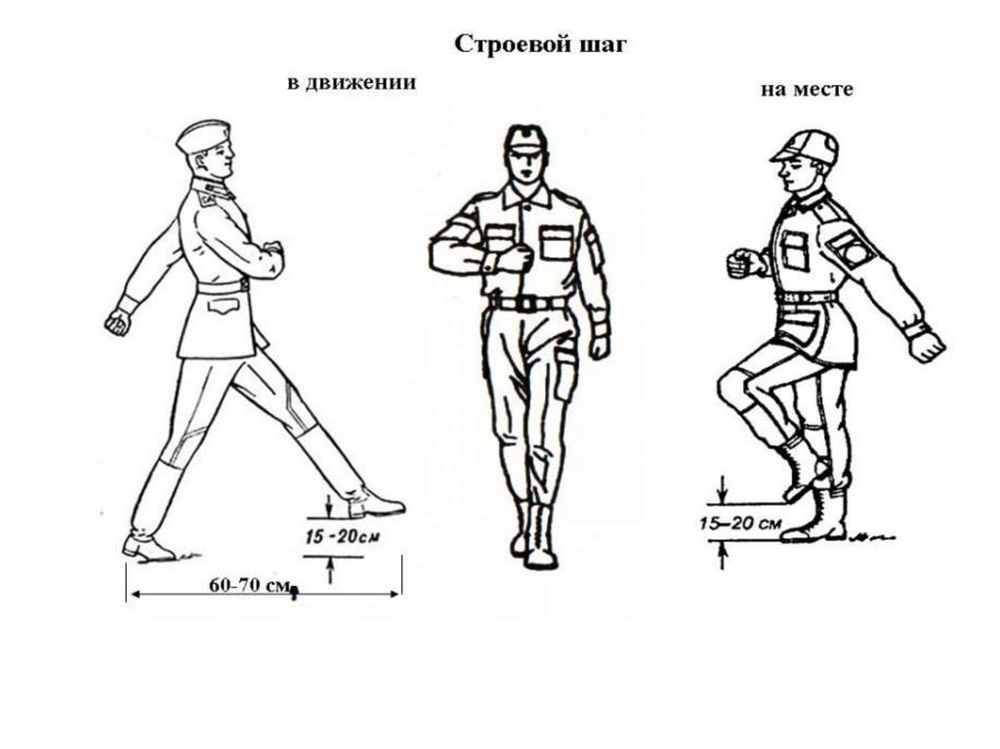 Строевой шаг
в движении
на месте
15-20см
15–20 см
60-70 см,